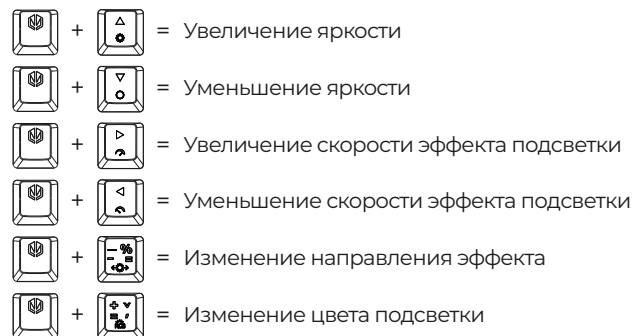 + = Увеличение яркости
+ = Уменьшение яркости
+ = Увеличение скорости эффекта подсветки
+ = Уменьшение скорости эффекта подсветки
+ = Изменение направления эффекта
+ = Изменение цвета подсветки